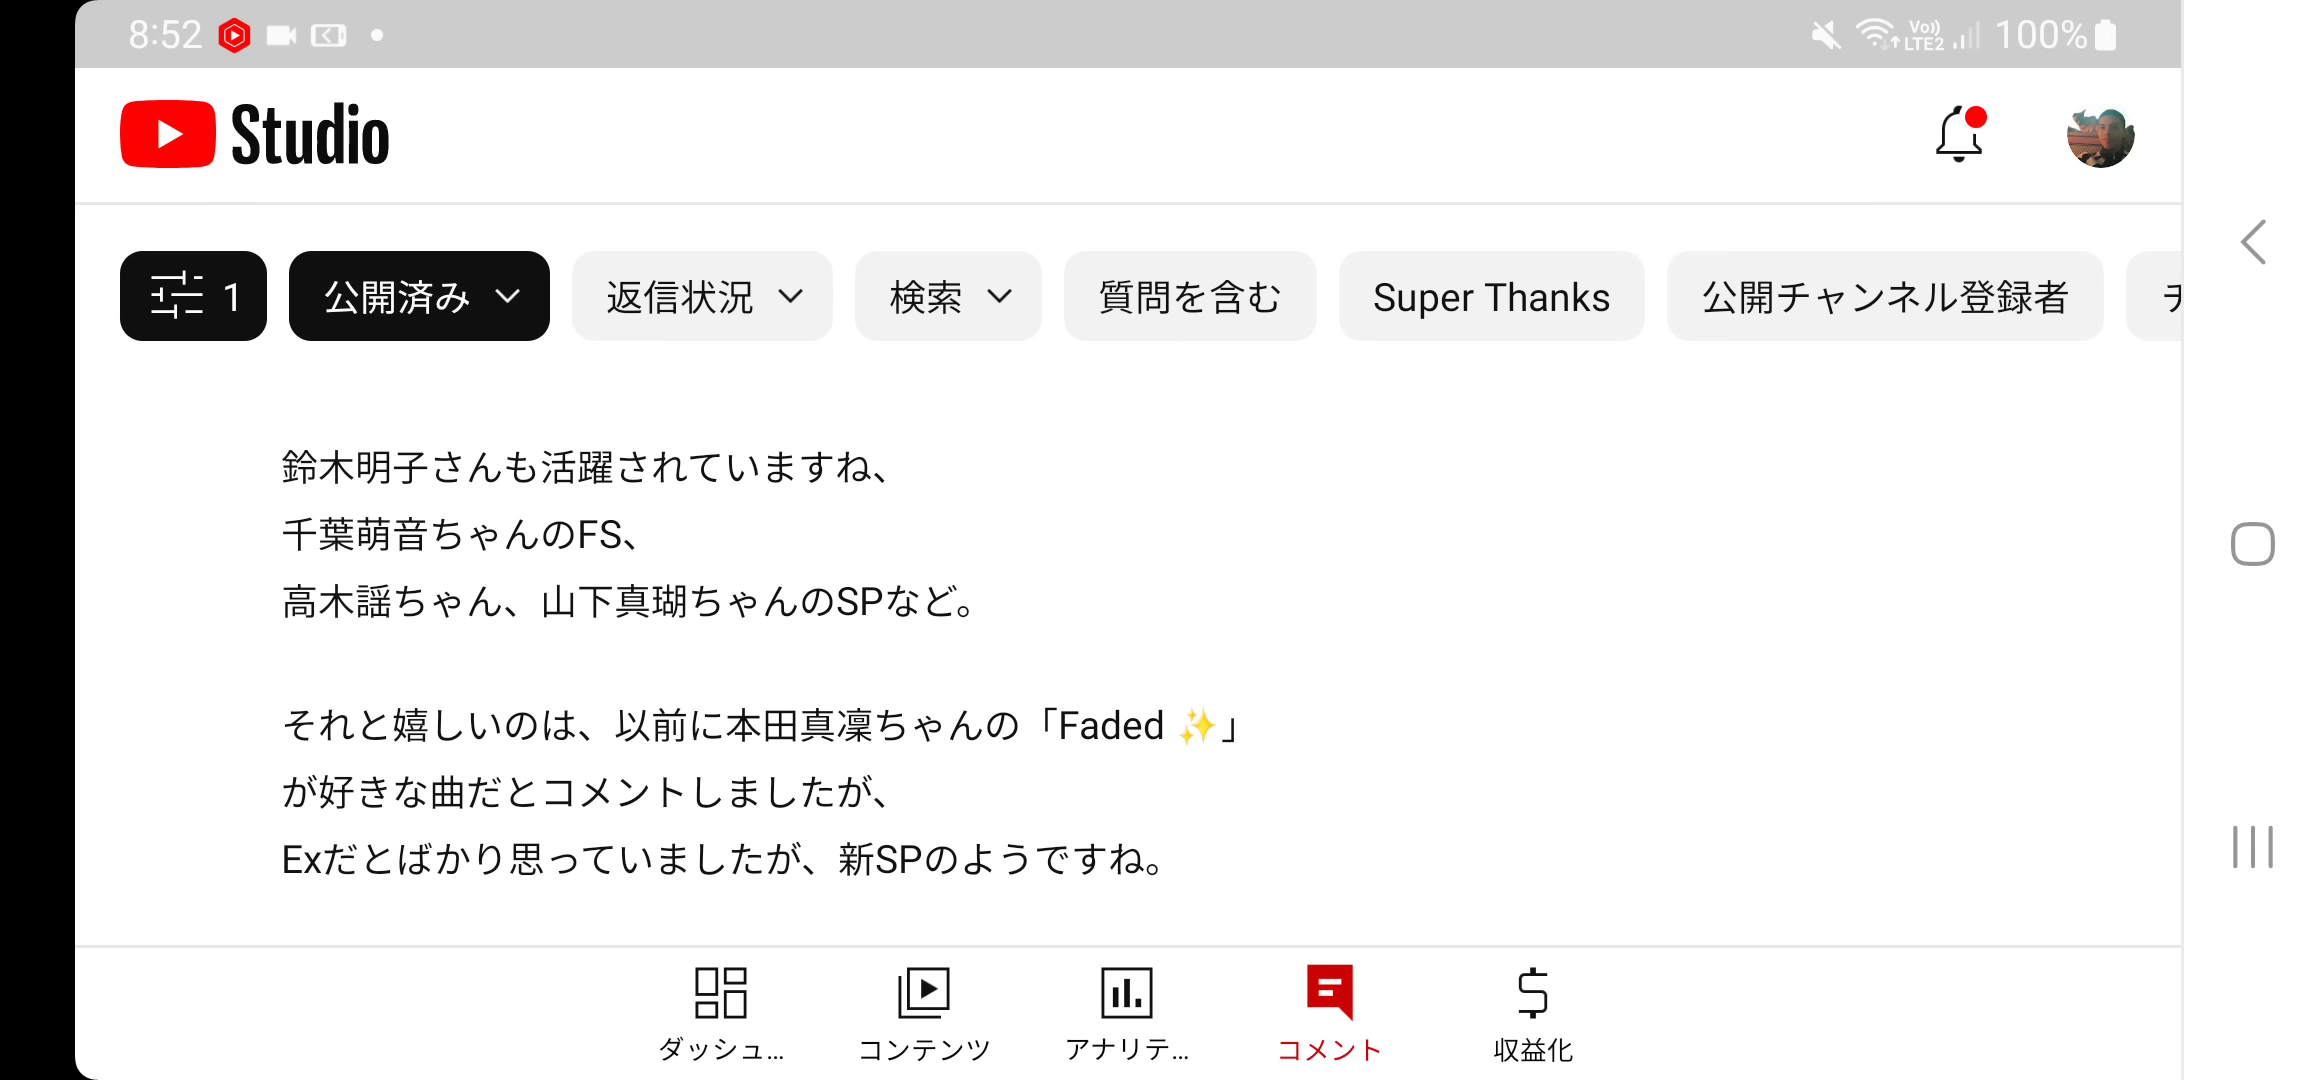 8:52
Vo)) LTE2 100%
Studio
1 公開済み 返信状況 検索 質問を含む Super Thanks 公開チャンネル登録者
鈴木明子さんも活躍されていますね、
千葉萌音ちゃんのFS、
高木謡ちゃん、山下真瑚ちゃんのSPなど。
それと嬉しいのは、以前に本田真凜ちゃんの「Faded ✨」
が好きな曲だとコメントしましたが、
Exだとばかり思っていましたが、新SPのようですね。
ダッシュ... コンテンツ アナリテ... コメント 収益化